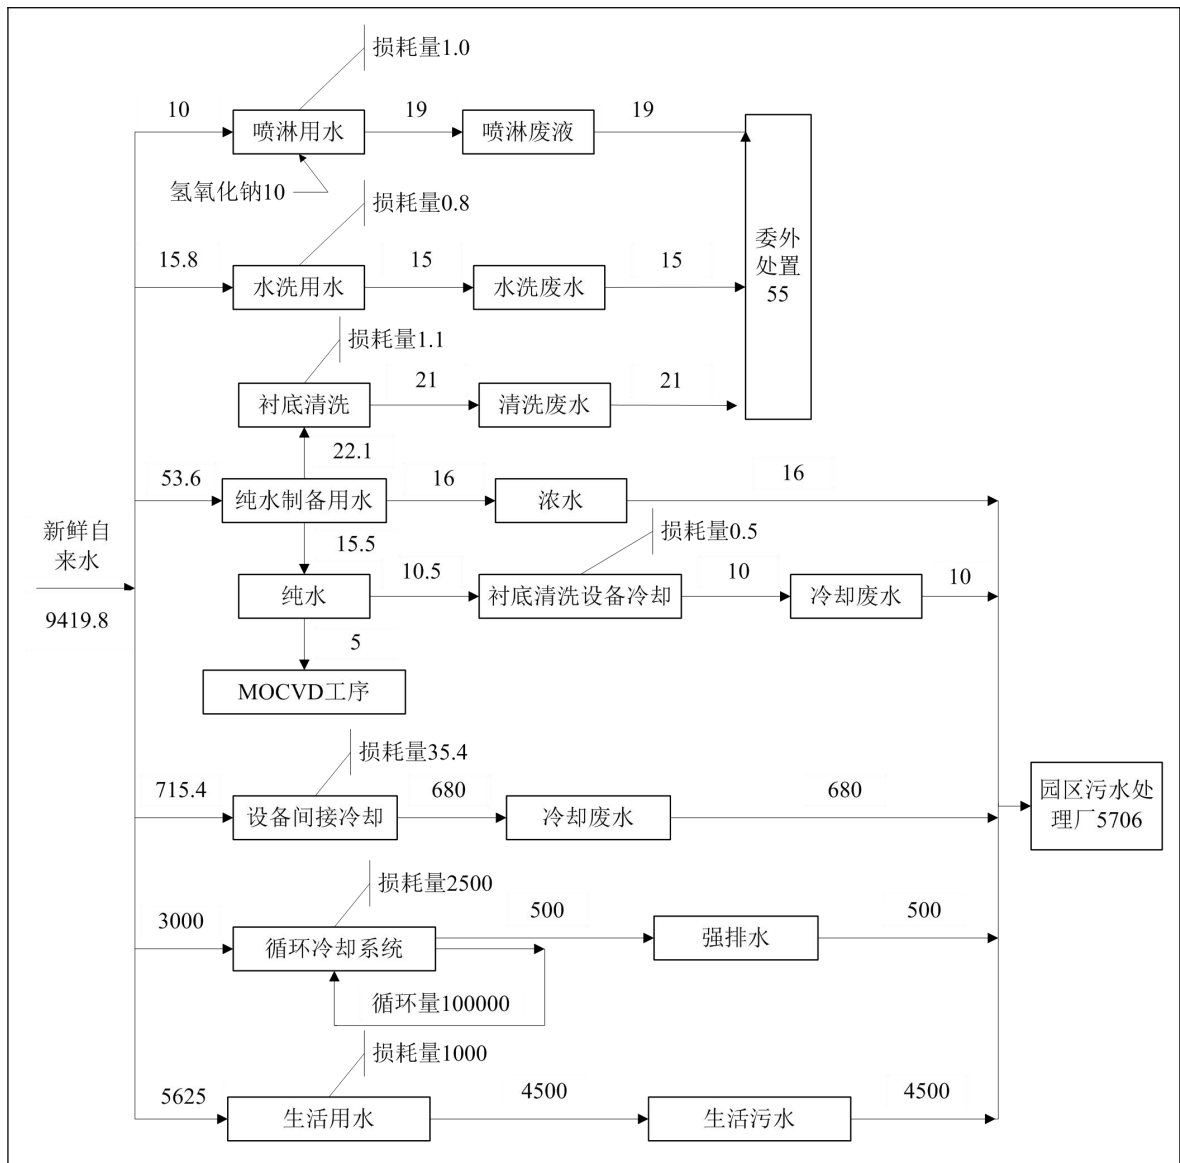 损耗量1.0
10
喷淋用水
19
喷淋废液
19
氢氧化钠10
损耗量0.8
15.8
水洗用水
15
水洗废水
15
委外
处置
55
损耗量1.1
衬底清洗
21
清洗废水
21
22.1
53.6
纯水制备用水
16
浓水
16
新鲜自
来水
9419.8
15.5
损耗量0.5
纯水
10.5
衬底清洗设备冷却
10
冷却废水
10
5
MOCVD工序
损耗量35.4
715.4
设备间接冷却
680
冷却废水
680
园区污水处
理厂5706
损耗量2500
3000
循环冷却系统
500
强排水
500
循环量100000
损耗量1000
5625
生活用水
4500
生活污水
4500